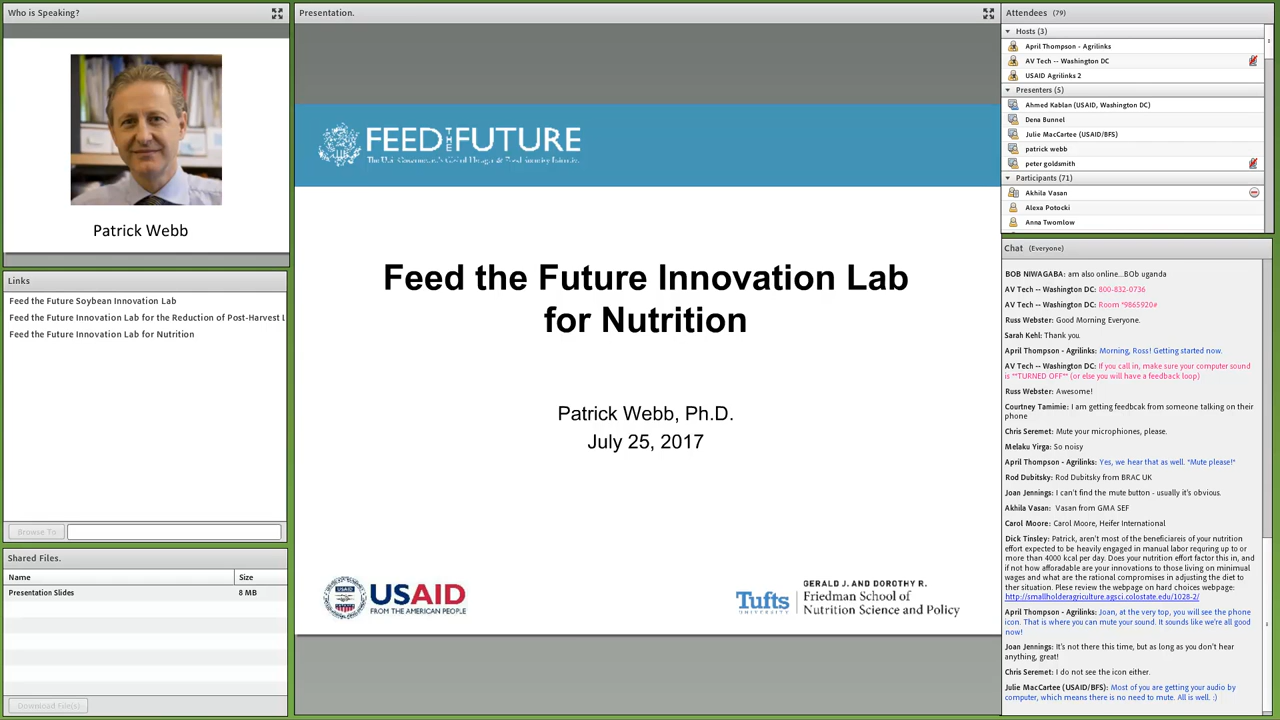 Who is Speaking?
Patrick Webb
Links
Feed the Future Soybean Innovation Lab
Feed the Future Innovation Lab for the Reduction of Post-Harvest L
Feed the Future Innovation Lab for Nutrition
Browse To
Shared Files.
Name Size
Presentation Slides 8 MB
Download File(s)
Presentation.
FEED THE FUTURE
The U.S. Government's Global Hunger & Food Security Initiative
Feed the Future Innovation Lab
for Nutrition
Patrick Webb, Ph.D.
July 25, 2017
USAID
FROM THE AMERICAN PEOPLE
Tufts
GERALD J. AND DOROTHY R.
Friedman School of
Nutrition Science and Policy
Attendees (79)
Hosts (3)
April Thompson - Agrilinks
AV Tech -- Washington DC
USAID Agrilinks 2
Presenters (5)
Ahmed Kablan (USAID, Washington DC)
Dena Bunnel
Julie MacCartee (USAID/BFS)
patrick webb
peter goldsmith
Participants (71)
Akhila Vasan
Alexa Potocki
Anna Twomlow
Chat (Everyone)
BOB NIWAGABA: am also online...BOb uganda
AV Tech -- Washington DC: 800-832-0736
AV Tech -- Washington DC: Room *9865920#
Russ Webster: Good Morning Everyone.
Sarah Kehl: Thank you.
April Thompson - Agrilinks: Morning, Ross! Getting started now.
AV Tech -- Washington DC: If you call in, make sure your computer sound
is **TURNED OFF** (or else you will have a feedback loop)
Russ Webster: Awesome!
Courtney Tamimie: I am getting feedcak from someone talking on their
phone
Chris Seremet: Mute your microphiones, please.
Melaku Yirga: So noisy
April Thompson - Agrilinks: Yes, we hear that as well. *Mute please!*
Rod Dubitsky: Rod Dubitsky from BRAC UK
Joan Jennings: I can't find the mute button - usually it's obvious.
Akhila Vasan: Vasan from GMA SEF
Carol Moore: Carol Moore, Heifer International
Dick Tinsley: Patrick, aren't most of the beneficiareis of your nutrition
effort expected to be heavily engaged in manual labor requring up to or
more than 4000 kcal per day. Does your nutrition effort factor this in, and
if not how afforadable are your innovations to those living on minimual
wages and what are the rational compromises in adjusting the diet to
ther situation. Plese review the webpage on hard choices webpage:
http://smallholderagriculture.agsci.colostate.edu/1028-2/
April Thompson - Agrilinks: Joan, at the very top, you will see the phone
icon. That is where you can mute your sound. It sounds like we're all good
now!
Joan Jennings: It's not there this time, but as long as you don't hear
anything, great!
Chris Seremet: I do not see the icon either.
Julie MacCartee (USAID/BFS): Most of you are getting your audio by
computer, which means there is no need to mute. All is well. :)